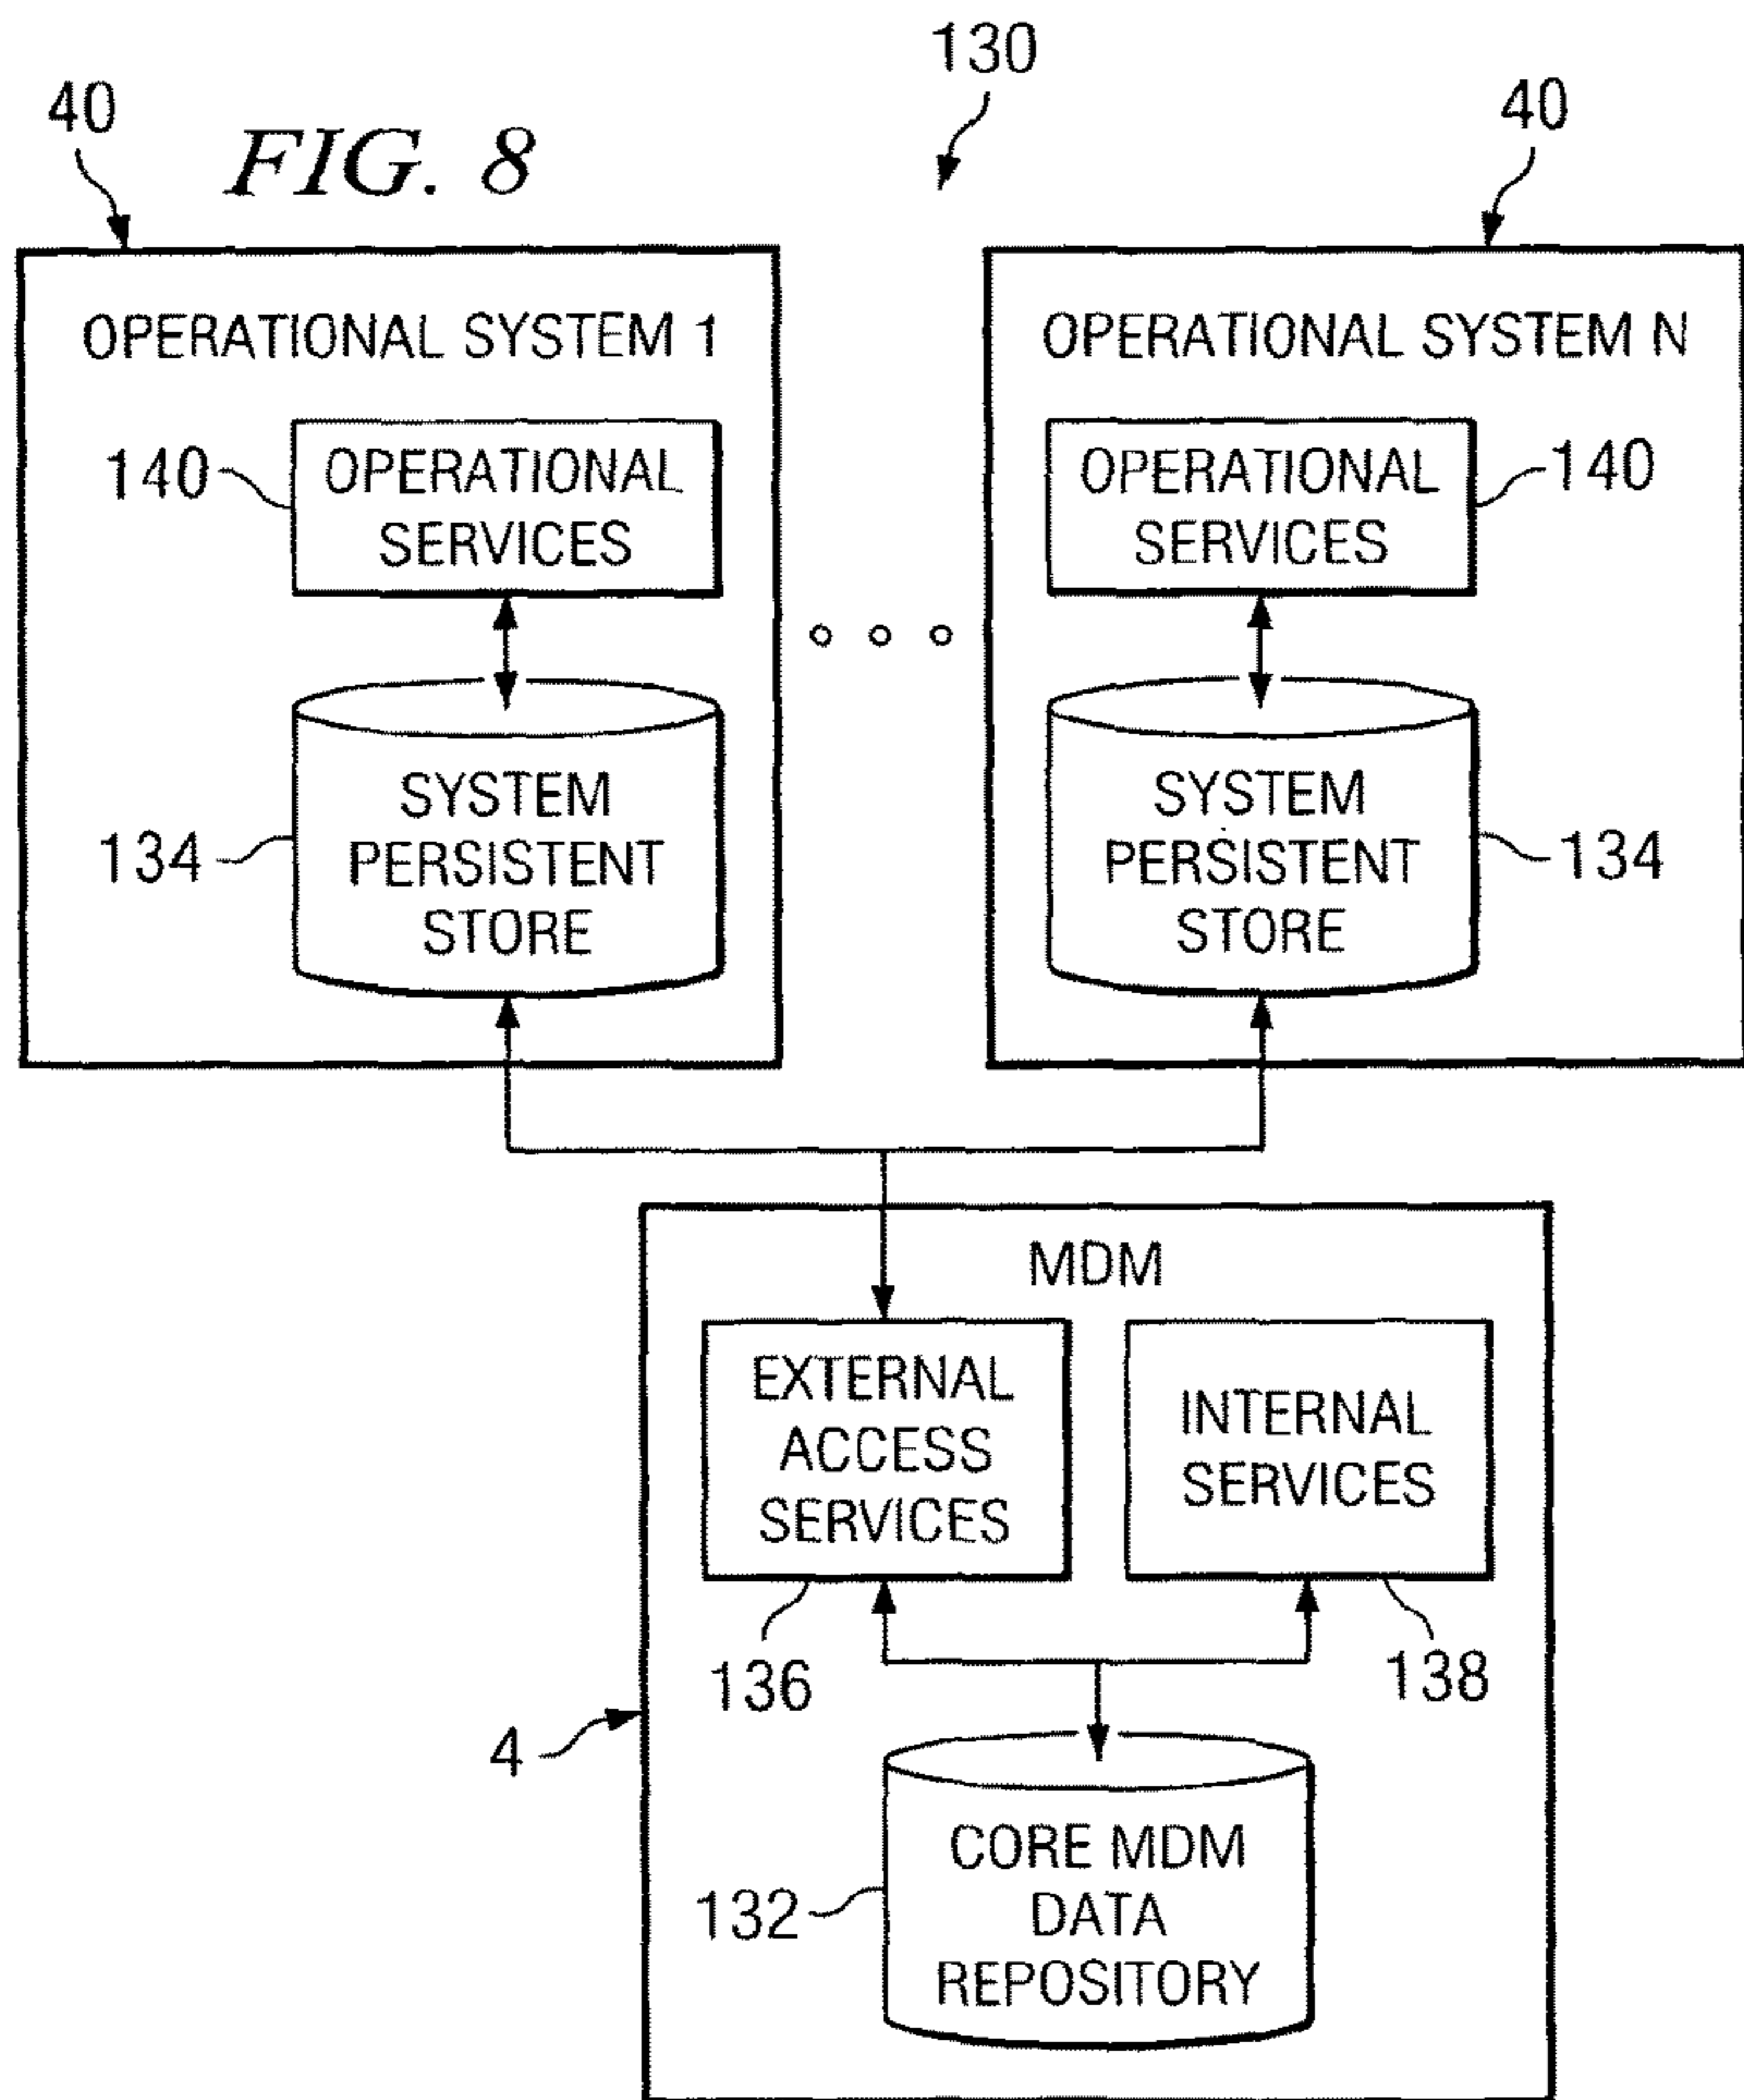 130
40
FIG. 8
40
OPERATIONAL SYSTEM 1
OPERATIONAL SYSTEM N
140
OPERATIONAL
SERVICES
OPERATIONAL
SERVICES
140
134
SYSTEM
PERSISTENT
STORE
SYSTEM
PERSISTENT
STORE
134
MDM
EXTERNAL
ACCESS
SERVICES
INTERNAL
SERVICES
136
138
4
132
CORE MDM
DATA
REPOSITORY